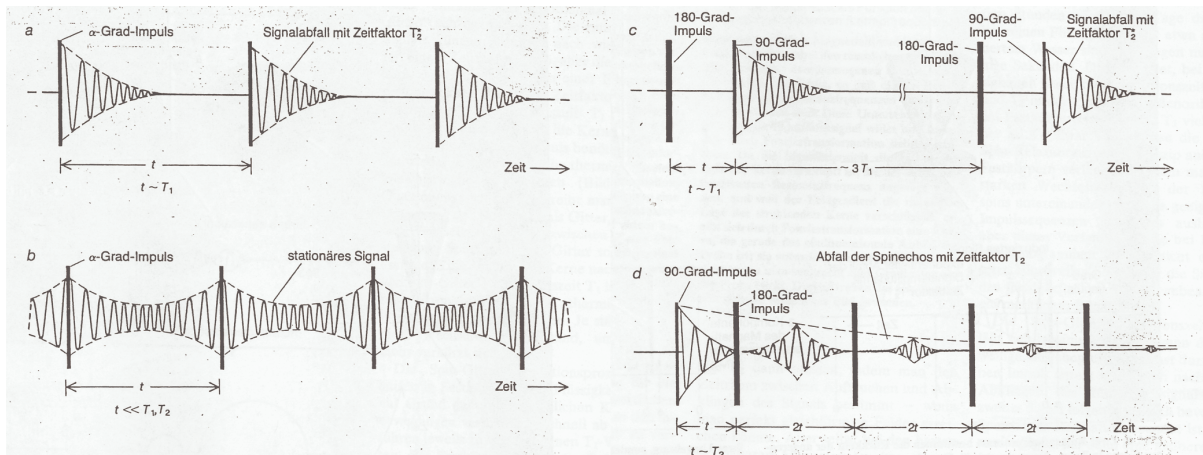 a
α-Grad-Impuls
Signalabfall mit Zeitfaktor T₂*
t
Zeit
t ~ T₁
b
α-Grad-Impuls
stationäres Signal
t
Zeit
t << T₁,T₂
c
180-Grad-
Impuls
90-Grad-
Impuls
180-Grad-
Impuls
90-Grad-
Impuls
Signalabfall mit
Zeitfaktor T₂*
t
~ 3 T₁
Zeit
t ~ T₁
d
Abfall der Spinechos mit Zeitfaktor T₂
90-Grad-Impuls
180-Grad-
Impuls
t
2t
2t
2t
Zeit
t ~ T₂